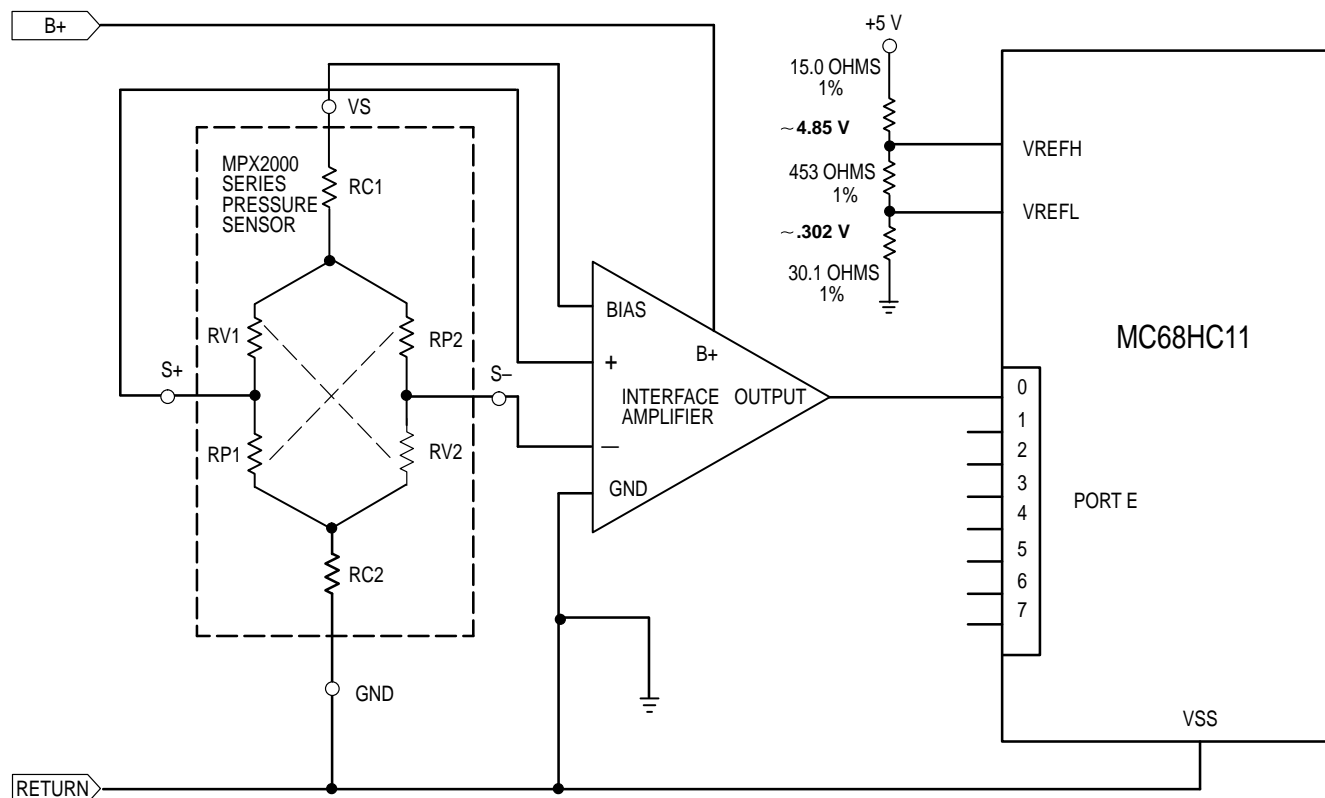 B+
+5 V
15.0 OHMS
1%
~4.85 V
VREFH
453 OHMS
1%
VREFL
~.302 V
30.1 OHMS
1%
VS
MPX2000
SERIES
PRESSURE
SENSOR
RC1
RV1
RP2
S+
S–
RP1
RV2
RC2
GND
BIAS
B+
+
INTERFACE
AMPLIFIER
OUTPUT
—
GND
MC68HC11
0
1
2
3
4
5
6
7
PORT E
VSS
RETURN